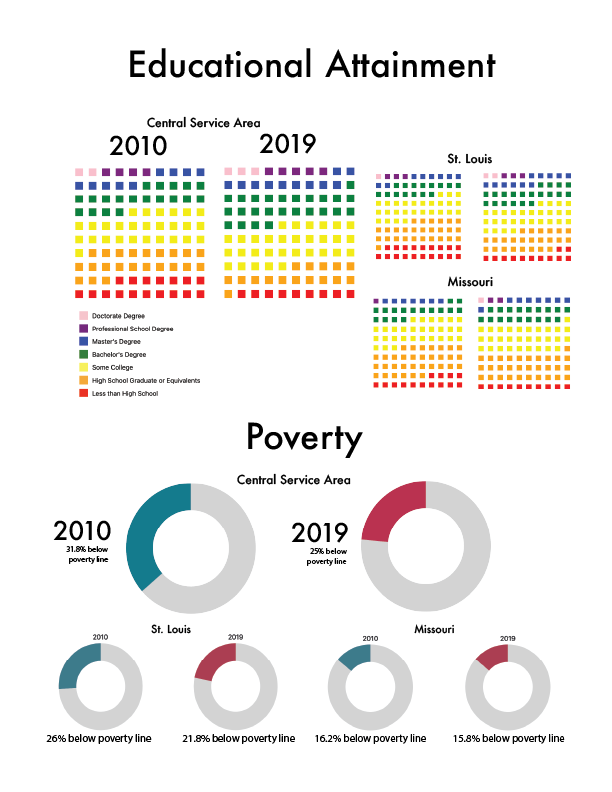 Educational Attainment
Central Service Area
2010
2019
St. Louis
Missouri
Doctorate Degree
Professional School Degree
Master's Degree
Bachelor's Degree
Some College
High School Graduate or Equivalents
Less than High School
Poverty
Central Service Area
2010
31.8% below
poverty line
2019
25% below
poverty line
St. Louis
Missouri
2010
2019
2010
2019
26% below poverty line
21.8% below poverty line
16.2% below poverty line
15.8% below poverty line